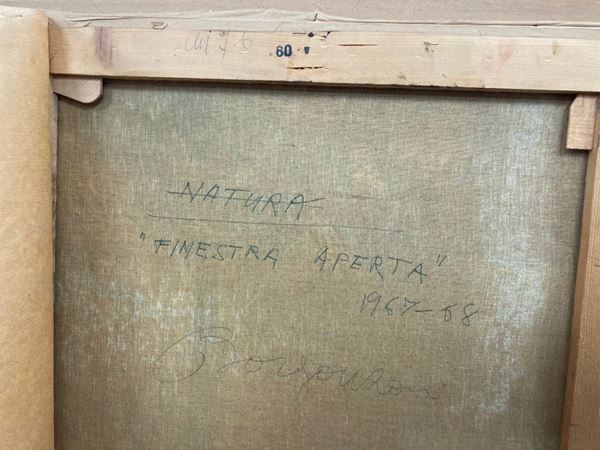 60
NATURA
"FINESTRA APERTA"
1967-68